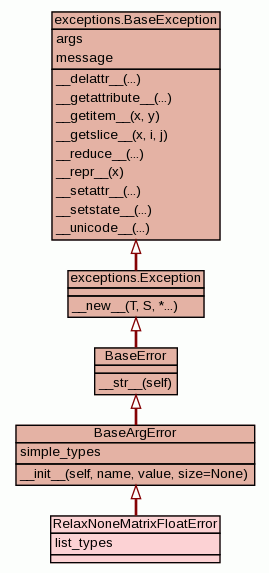 exceptions.BaseException
args
message
__delattr__(...)
__getattribute__(...)
__getitem__(x, y)
__getslice__(x, i, j)
__reduce__(...)
__repr__(x)
__setattr__(...)
__setstate__(...)
__unicode__(...)
exceptions.Exception
__new__(T, S, *...)
BaseError
__str__(self)
BaseArgError
simple_types
__init__(self, name, value, size=None)
RelaxNoneMatrixFloatError
list_types